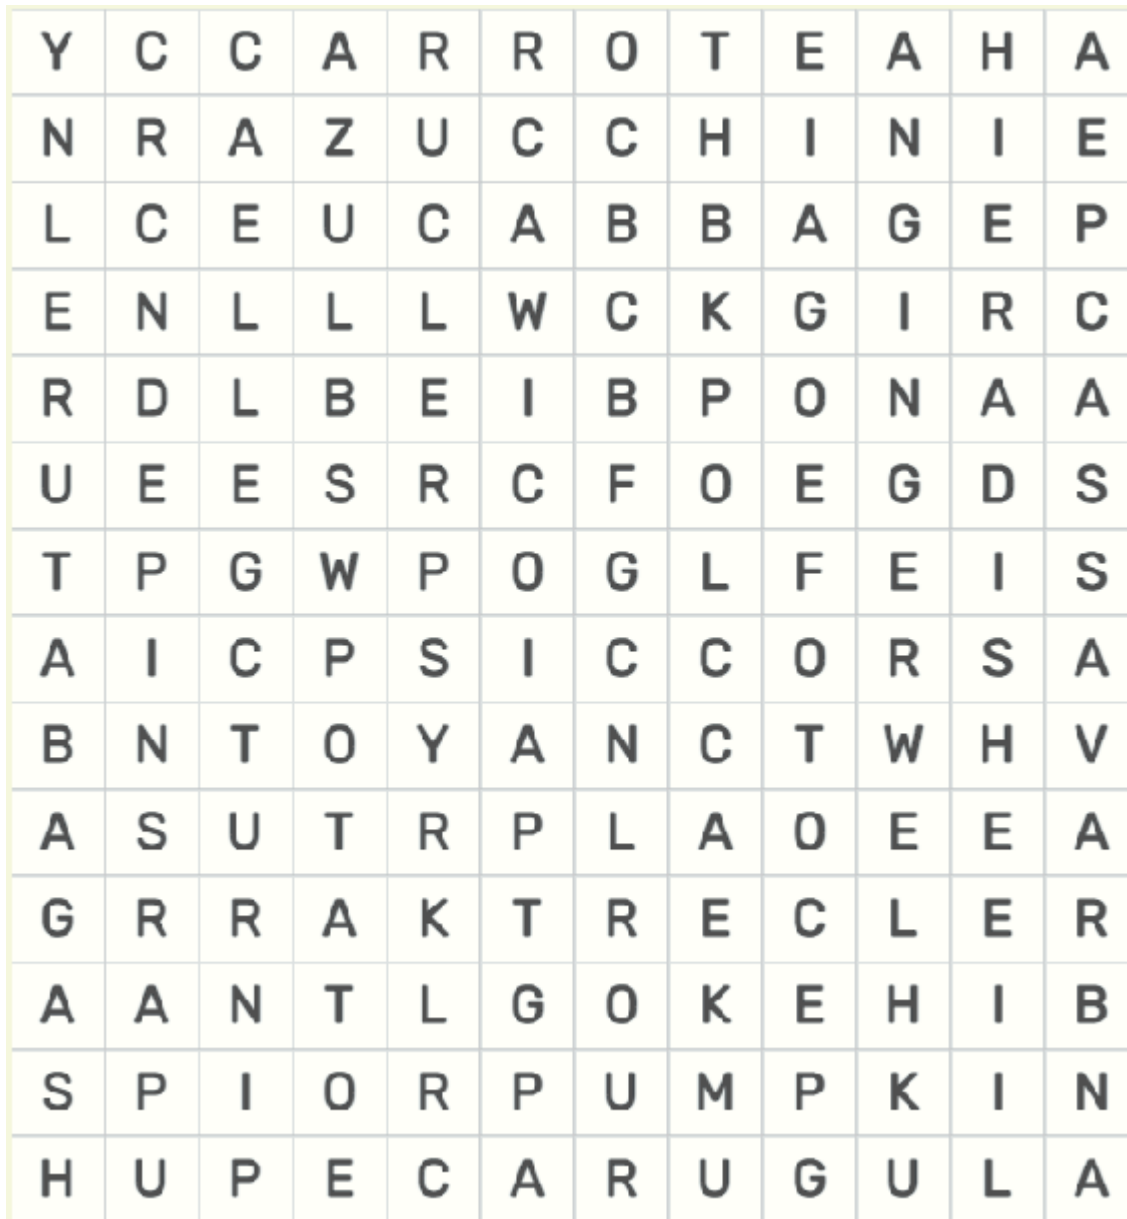 Y C C A R R O T E A H A
N R A Z U C C H I N I E
L C E U C A B B A G E P
E N L L L W C K G I R C
R D L B E I B P O N A A
U E E S R C F O E G D S
T P G W P O G L F E I S
A I C P S I C C O R S A
B N T O Y A N C T W H V
A S U T R P L A O E E A
G R R A K T R E C L E R
A A N T L G O K E H I B
S P I O R P U M P K I N
H U P E C A R U G U L A